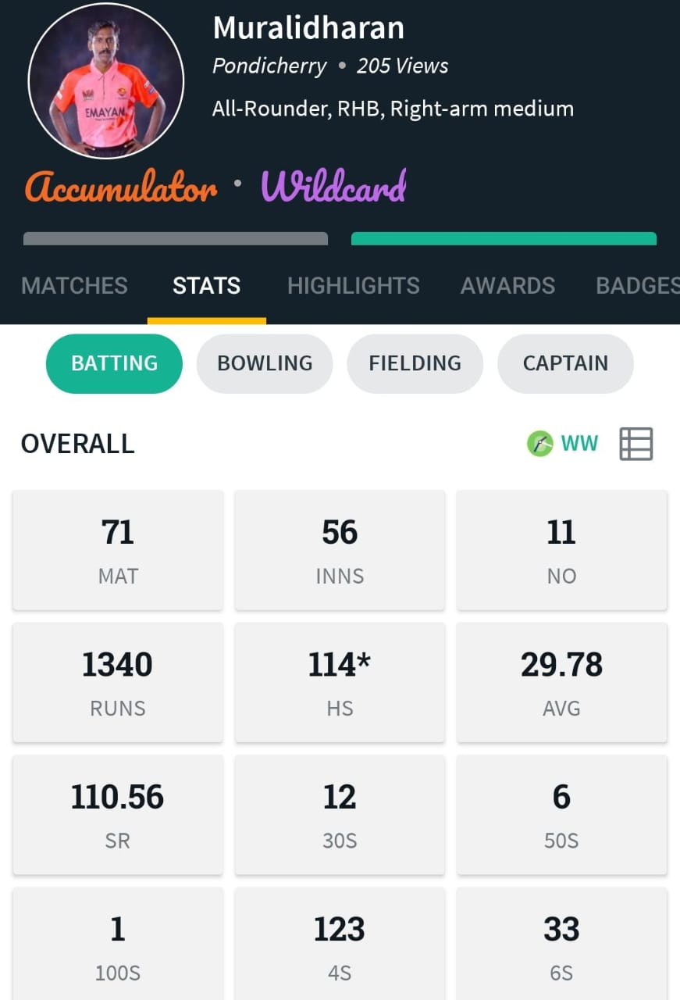 Muralidharan
Pondicherry • 205 Views
All-Rounder, RHB, Right-arm medium
EMAYAM
Accumulator • Wildcard
MATCHES STATS HIGHLIGHTS AWARDS BADGES
BATTING BOWLING FIELDING CAPTAIN
OVERALL WW
71 56 11
MAT INNS NO
1340 114* 29.78
RUNS HS AVG
110.56 12 6
SR 30S 50S
1 123 33
100S 4S 6S